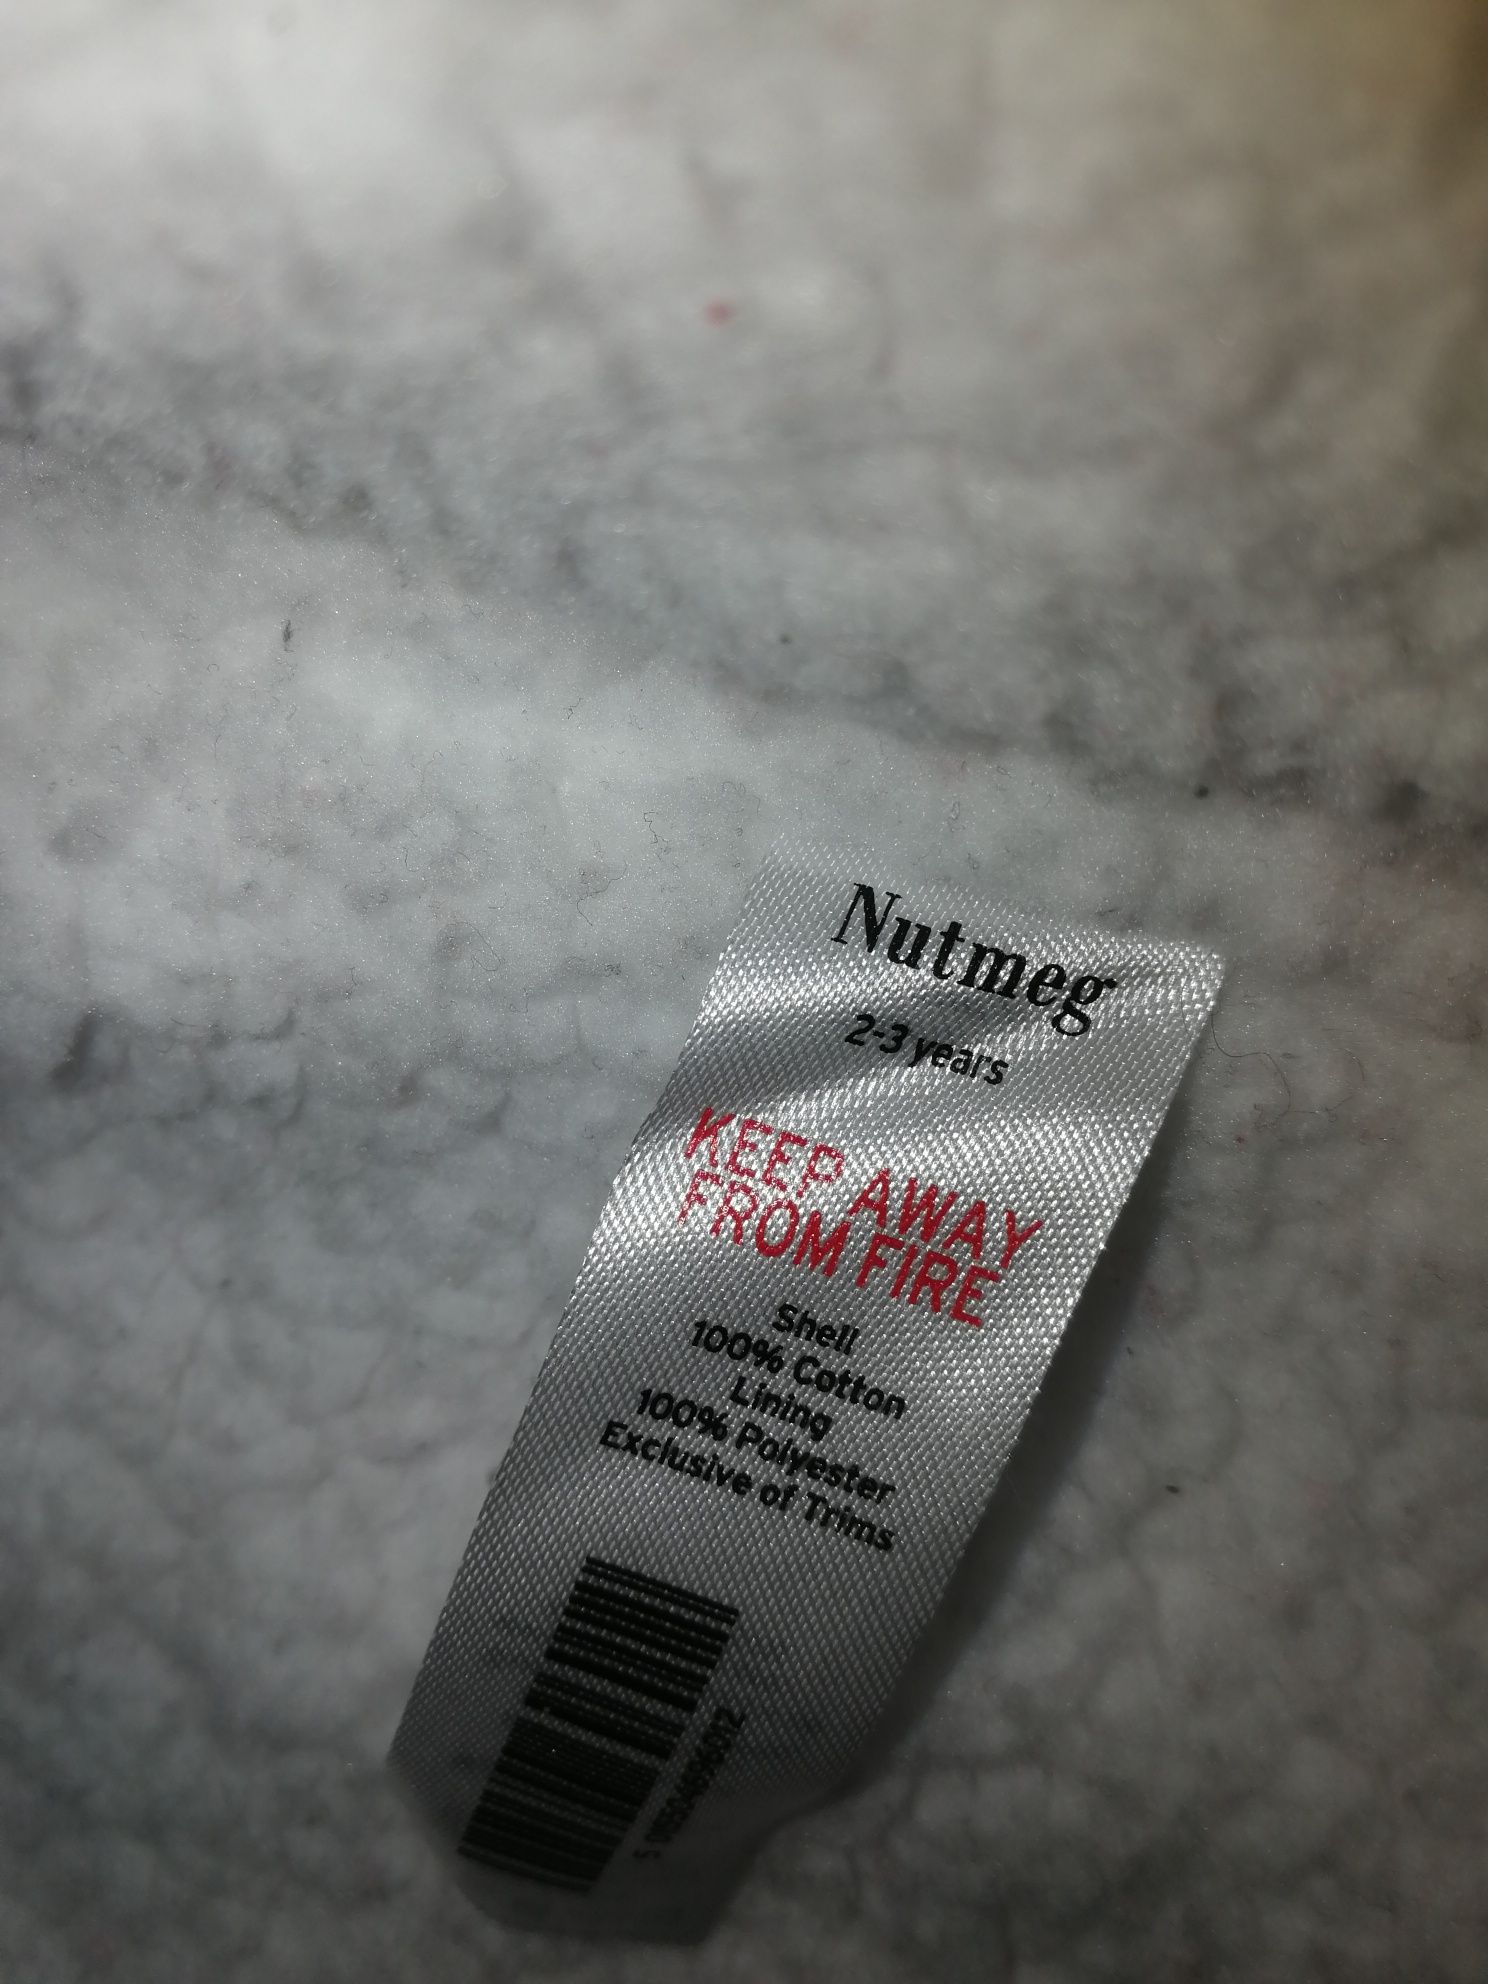 Nutmeg
2-3 years
KEEP AWAY
FROM FIRE
Shell
100% Cotton
Lining
100% Polyester
Exclusive of Trims